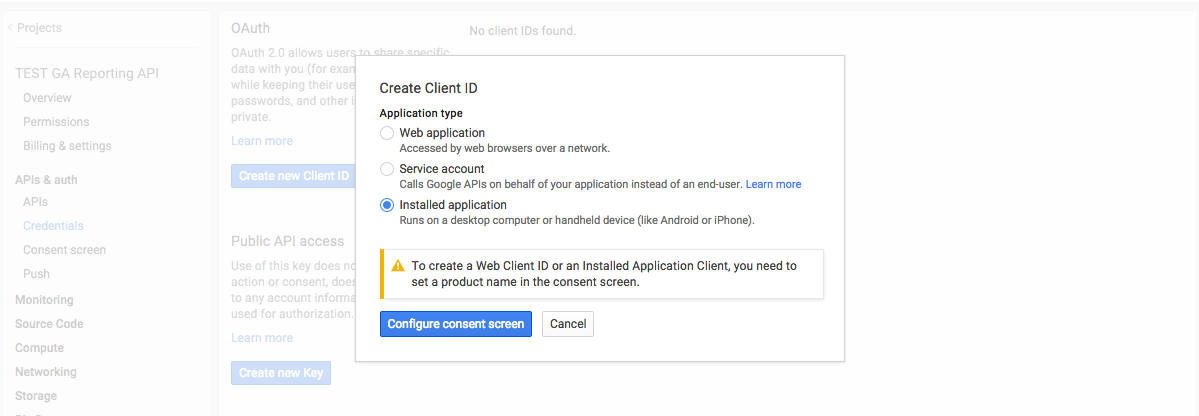 Projects
TEST GA Reporting API
Overview
Permissions
Billing & settings
APIs & auth
APIs
Credentials
Consent screen
Push
Monitoring
Source Code
Compute
Networking
Storage
OAuth
OAuth 2.0 allows users to share specific
data with you (for exam
while keeping their use
passwords, and other i
private.
Learn more
Create new Client ID
Public API access
Use of this key does no
action or consent, does
to any account informa
used for authorization.
Learn more
Create new Key
No client IDs found.
Create Client ID
Application type
Web application
Accessed by web browsers over a network.
Service account
Calls Google APIs on behalf of your application instead of an end-user. Learn more
Installed application
Runs on a desktop computer or handheld device (like Android or iPhone).
To create a Web Client ID or an Installed Application Client, you need to
set a product name in the consent screen.
Configure consent screen
Cancel